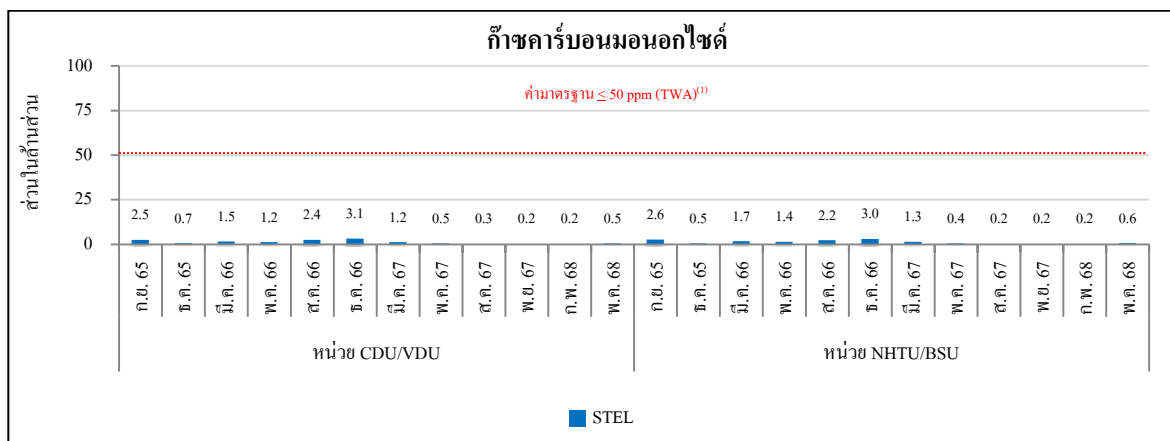 ก๊าซคาร์บอนมอนอกไซด์
ส่วนในล้านส่วน
100
75
50
25
0
ค่ามาตรฐาน ≤ 50 ppm (TWA)(1)
2.5 0.7 1.5 1.2 2.4 3.1 1.2 0.5 0.3 0.2 0.2 0.5 2.6 0.5 1.7 1.4 2.2 3.0 1.3 0.4 0.2 0.2 0.2 0.6
ก.ย. 65 ธ.ค. 65 มี.ค. 66 พ.ค. 66 ส.ค. 66 ธ.ค. 66 มี.ค. 67 พ.ค. 67 ส.ค. 67 พ.ย. 67 ก.พ. 68 พ.ค. 68 ก.ย. 65 ธ.ค. 65 มี.ค. 66 พ.ค. 66 ส.ค. 66 ธ.ค. 66 มี.ค. 67 พ.ค. 67 ส.ค. 67 พ.ย. 67 ก.พ. 68 พ.ค. 68
หน่วย CDU/VDU หน่วย NHTU/BSU
STEL